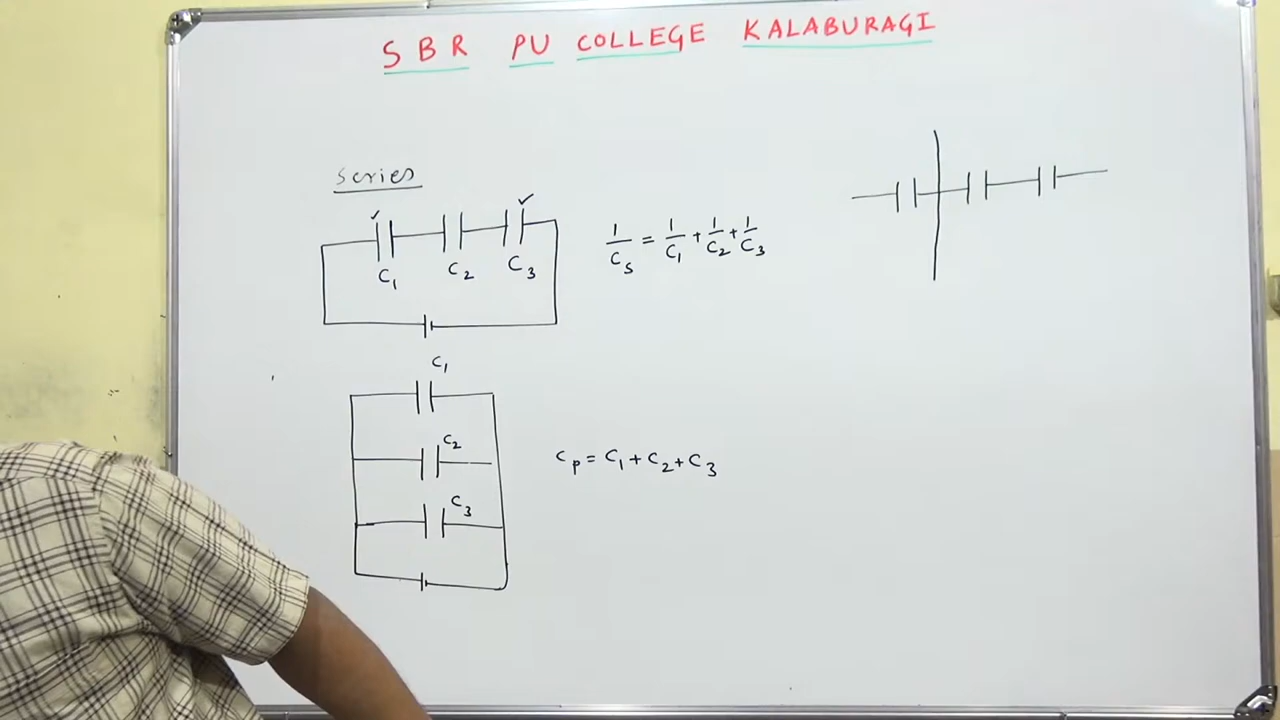 SBR PU COLLEGE KALABURAGI
Series
C₁ C₂ C₃
1/Cₛ = 1/C₁ + 1/C₂ + 1/C₃
C₁
C₂
C₃
Cₚ = C₁ + C₂ + C₃